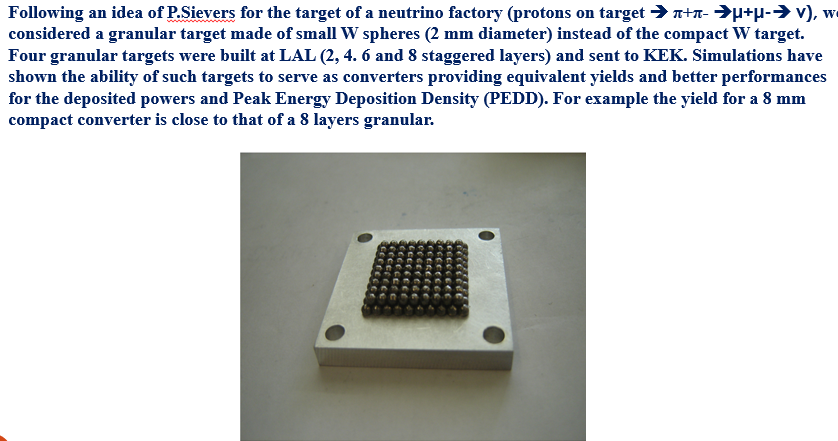 Following an idea of P.Sievers for the target of a neutrino factory (protons on target → π+π- →μ+μ-→ ν), w
considered a granular target made of small W spheres (2 mm diameter) instead of the compact W target.
Four granular targets were built at LAL (2, 4. 6 and 8 staggered layers) and sent to KEK. Simulations have
shown the ability of such targets to serve as converters providing equivalent yields and better performances
for the deposited powers and Peak Energy Deposition Density (PEDD). For example the yield for a 8 mm
compact converter is close to that of a 8 layers granular.